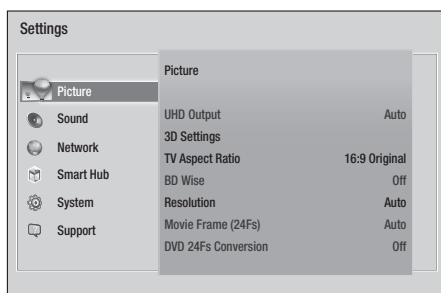 Settings
Picture
Sound
Network
Smart Hub
System
Support
Picture
UHD Output Auto
3D Settings
TV Aspect Ratio 16:9 Original
BD Wise Off
Resolution Auto
Movie Frame (24Fs) Auto
DVD 24Fs Conversion Off